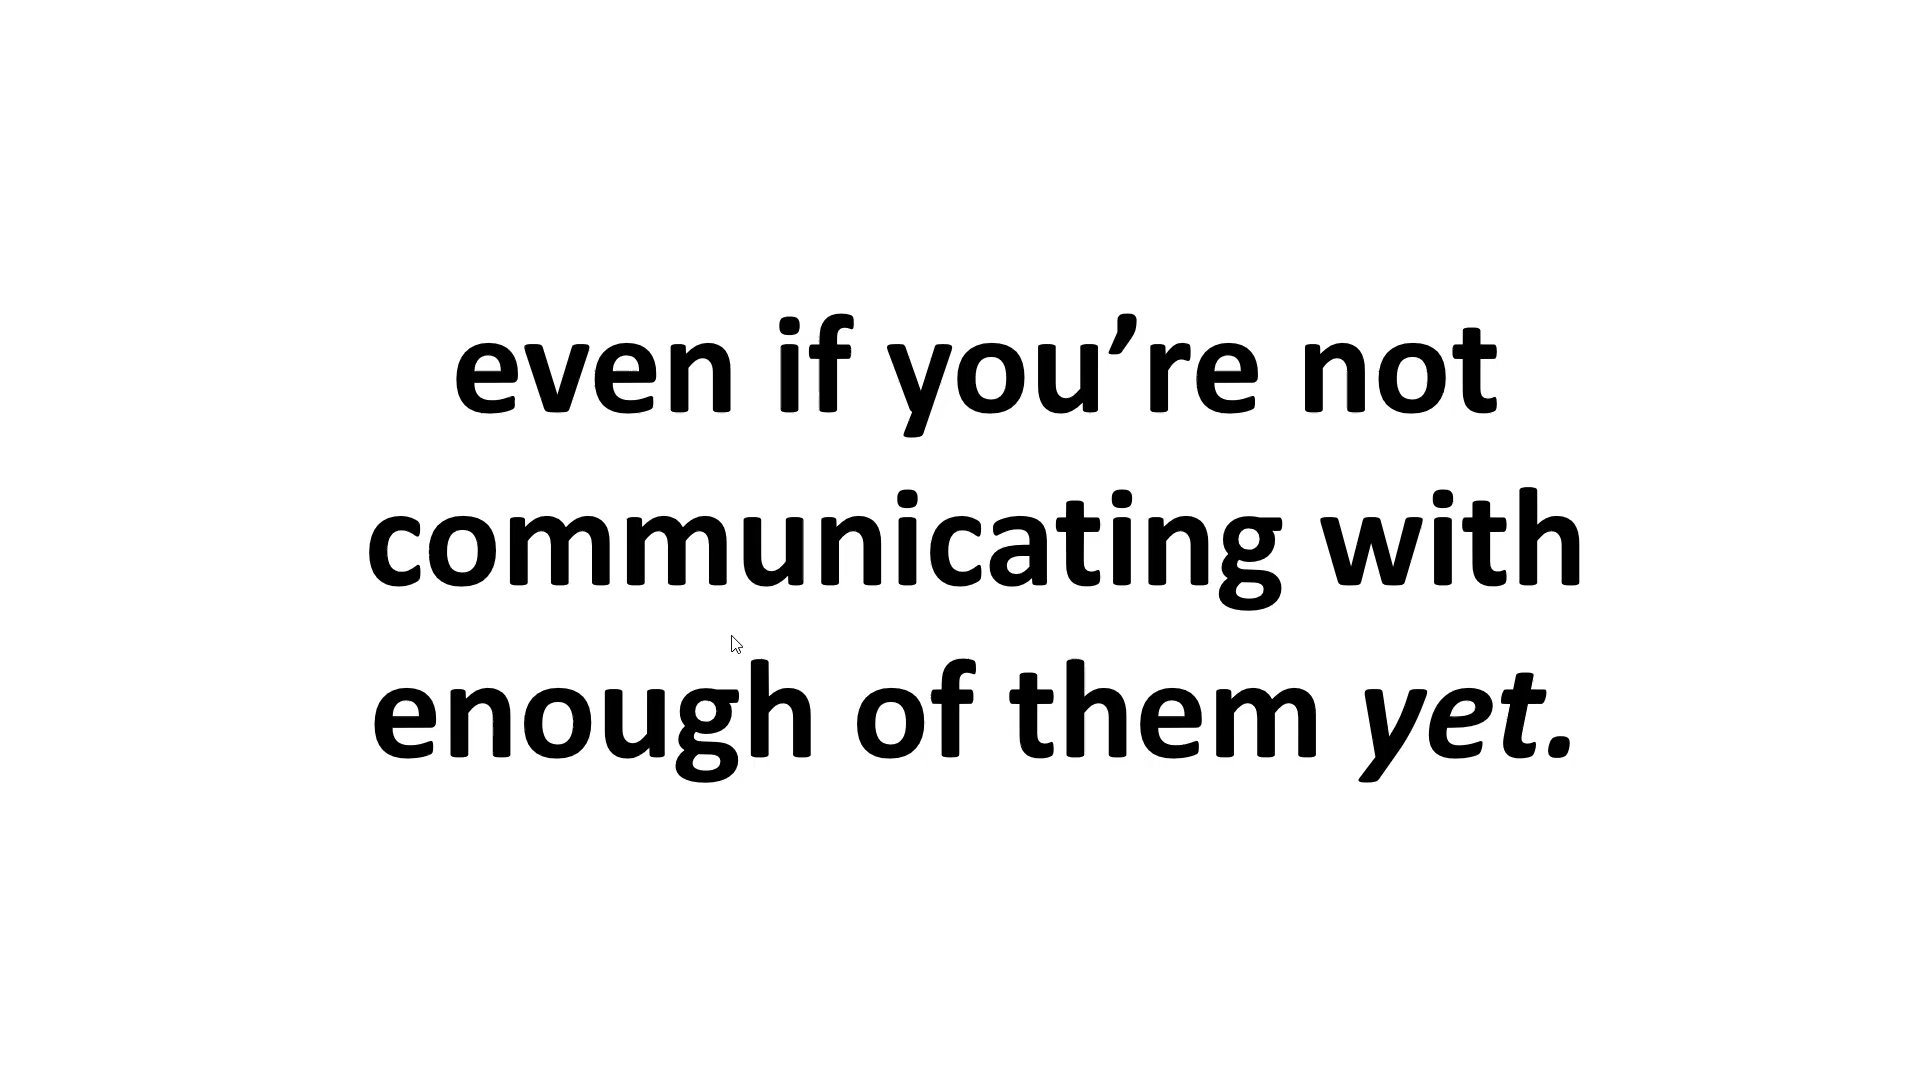 even if you’re not
communicating with
enough of them yet.